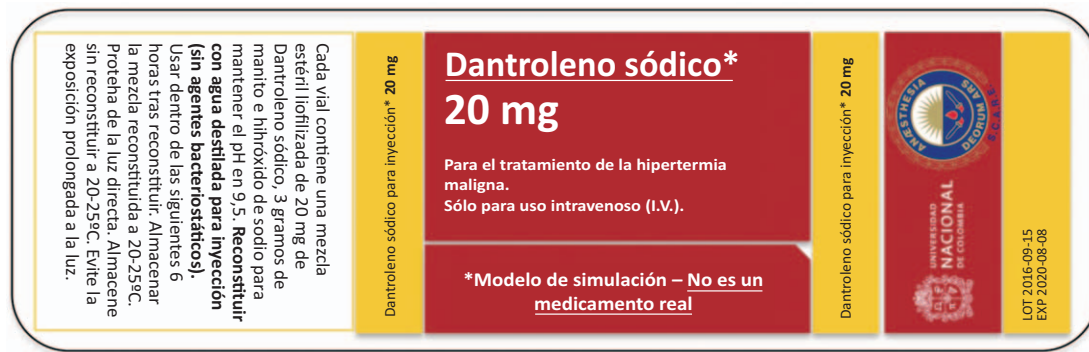 Cada vial contiene una mezcla
estéril liofilizada de 20 mg de
Dantroleno sódico, 3 gramos de
manito e hihróxido de sodio para
mantener el pH en 9,5. Reconstituir
con agua destilada para inyección
(sin agentes bacteriostáticos).
Usar dentro de las siguientes 6
horas tras reconstituir. Almacenar
la mezcla reconstituida a 20-25ºC.
Proteha de la luz directa. Almacene
sin reconstituir a 20-25ºC. Evite la
exposición prolongada a la luz.
Dantroleno sódico para inyección* 20 mg
Dantroleno sódico*
20 mg
Para el tratamiento de la hipertermia
maligna.
Sólo para uso intravenoso (I.V.).
*Modelo de simulación – No es un
medicamento real
Dantroleno sódico para inyección* 20 mg
ANÆSTHESIA
DEORUM ARS
S.C.A.R.E.
UNIVERSIDAD
NACIONAL
DE COLOMBIA
LOT 2016-09-15
EXP 2020-08-08